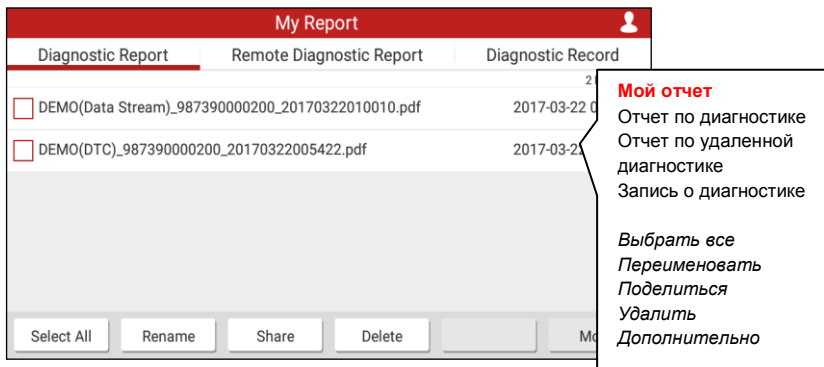 My Report
Diagnostic Report Remote Diagnostic Report Diagnostic Record
2
DEMO(Data Stream)_987390000200_20170322010010.pdf 2017-03-22 0
DEMO(DTC)_987390000200_20170322005422.pdf 2017-03-22
Select All Rename Share Delete
Мой отчет
Отчет по диагностике
Отчет по удаленной
диагностике
Запись о диагностике
Выбрать все
Переименовать
Поделиться
Удалить
Дополнительно